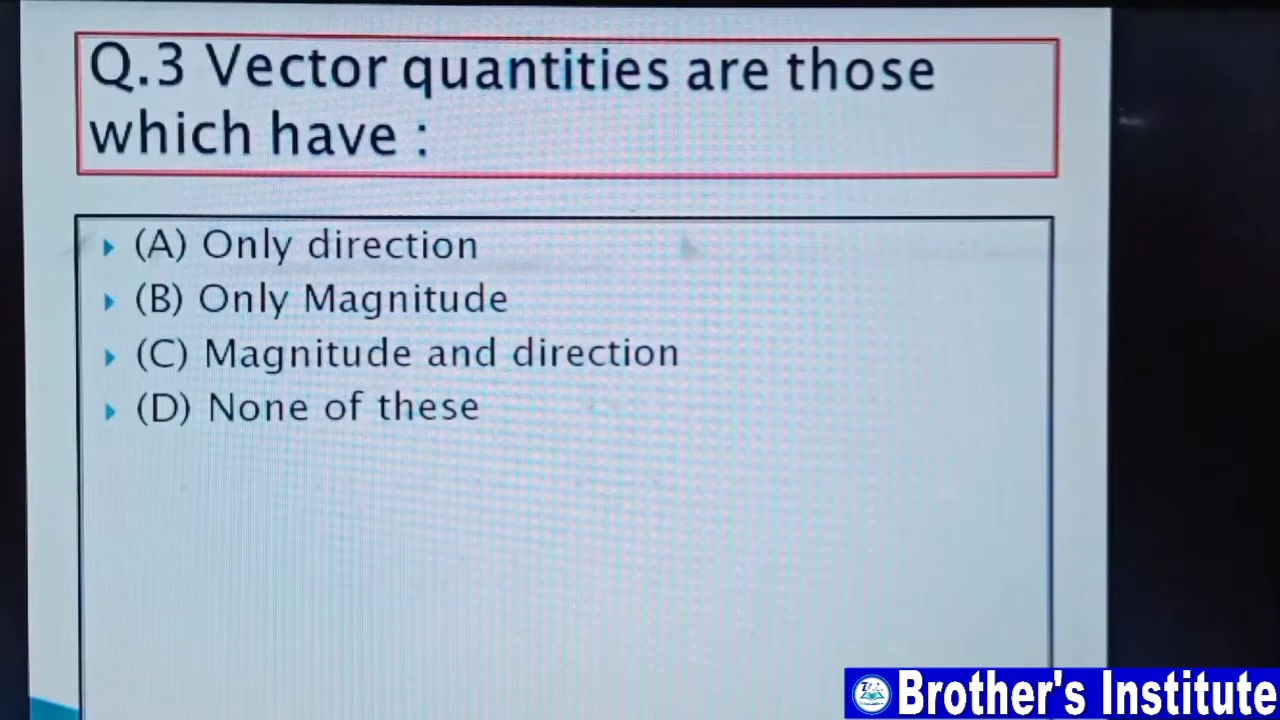 Q.3 Vector quantities are those
which have :
(A) Only direction
(B) Only Magnitude
(C) Magnitude and direction
(D) None of these
Brother's Institute